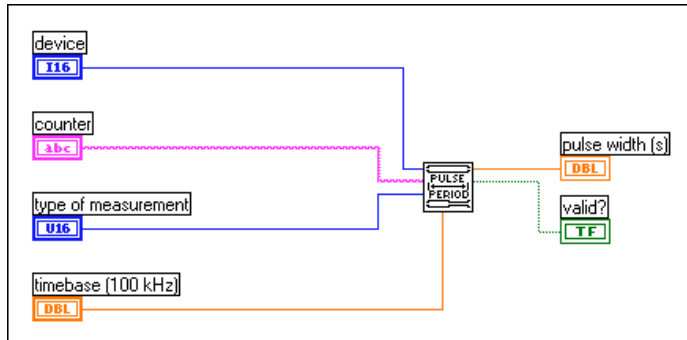 device
I16
counter
abc
type of measurement
U16
timebase (100 kHz)
DBL
PULSE
PERIOD
pulse width (s)
DBL
valid?
TF